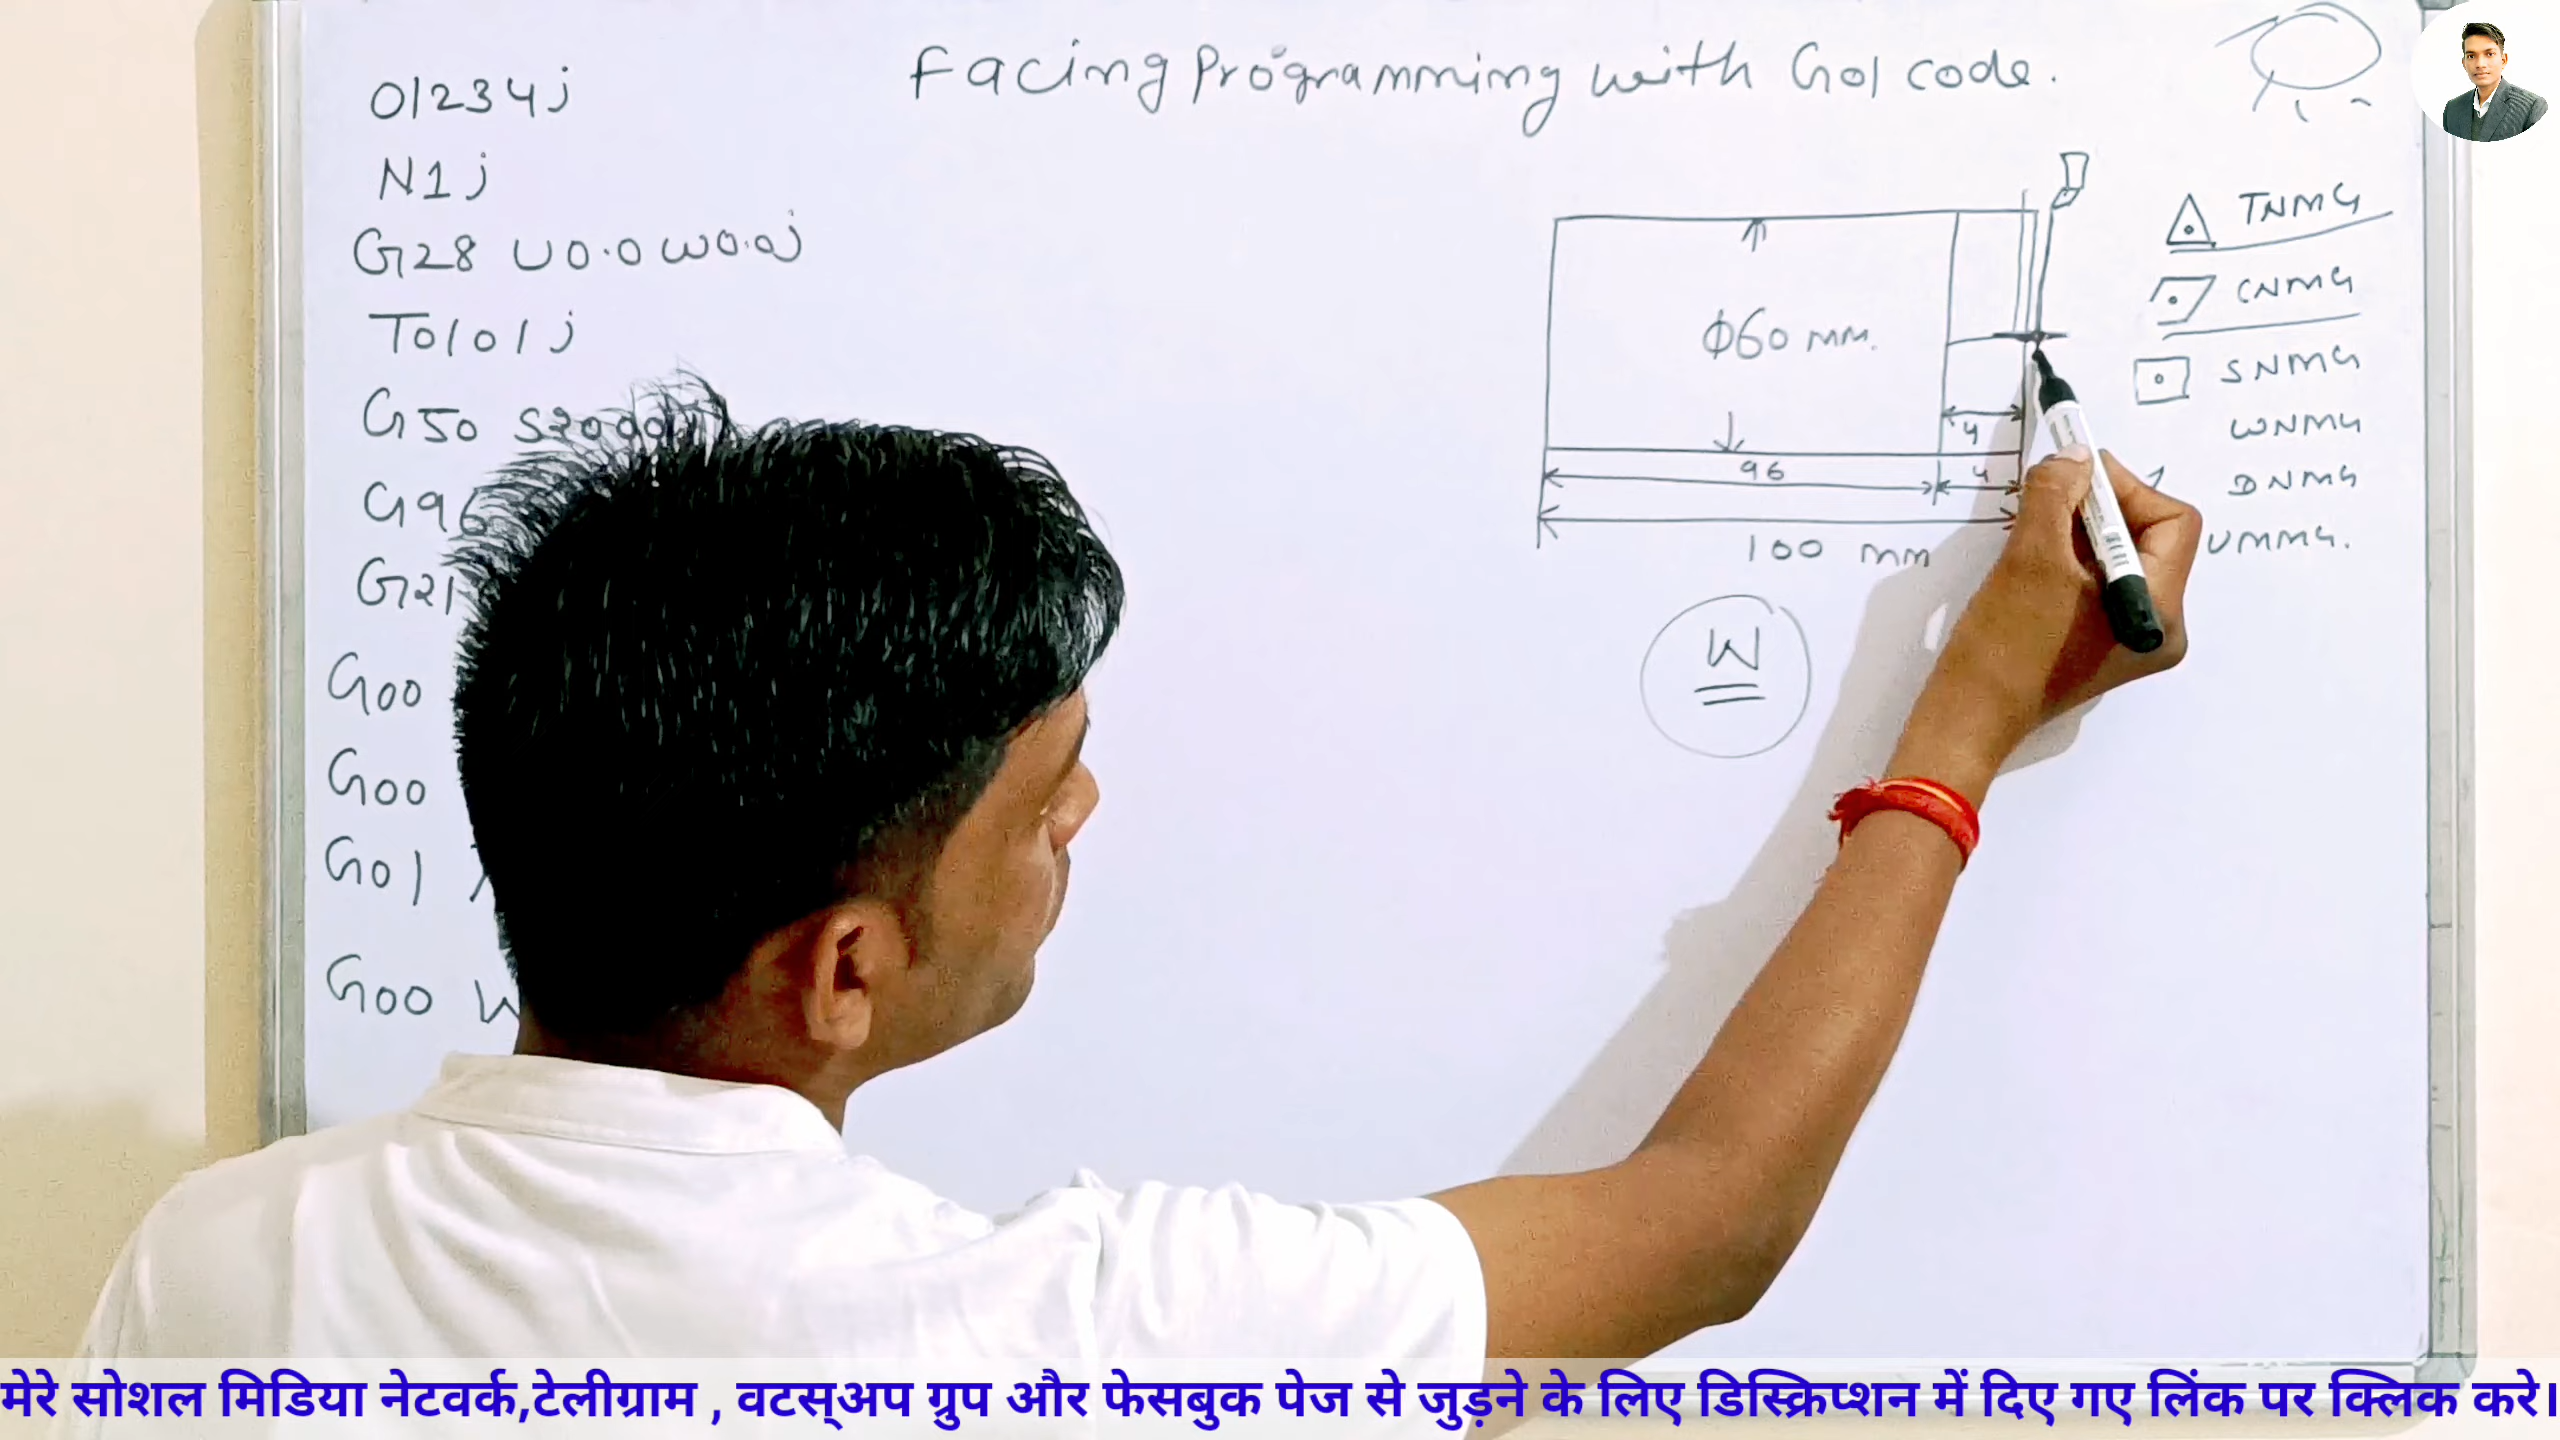 Facing Programming with G01 code.
O1234;
N1;
G28 U0.0 W0.0;
T0101;
G50
G96
G21
G00
G00
G01
G00 W
Φ60 mm.
4
96
4
100 mm
W
TNMG
CNMG
SNMG
WNMG
DNMG
VMMG.
मेरे सोशल मिडिया नेटवर्क,टेलीग्राम , वटस्अप ग्रुप और फेसबुक पेज से जुड़ने के लिए डिस्क्रिप्शन में दिए गए लिंक पर क्लिक करे।